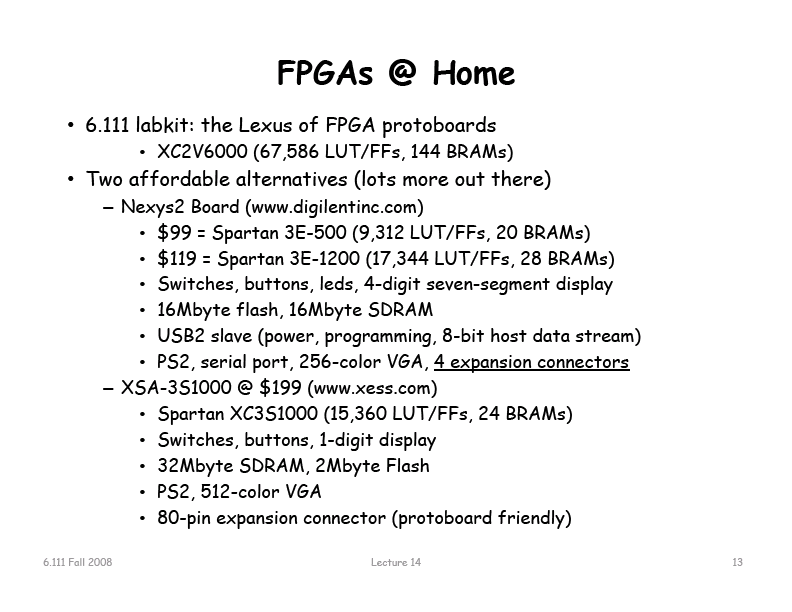 FPGAs @ Home
• 6.111 labkit: the Lexus of FPGA protoboards
• XC2V6000 (67,586 LUT/FFs, 144 BRAMs)
• Two affordable alternatives (lots more out there)
– Nexys2 Board (www.digilentinc.com)
• $99 = Spartan 3E-500 (9,312 LUT/FFs, 20 BRAMs)
• $119 = Spartan 3E-1200 (17,344 LUT/FFs, 28 BRAMs)
• Switches, buttons, leds, 4-digit seven-segment display
• 16Mbyte flash, 16Mbyte SDRAM
• USB2 slave (power, programming, 8-bit host data stream)
• PS2, serial port, 256-color VGA, 4 expansion connectors
– XSA-3S1000 @ $199 (www.xess.com)
• Spartan XC3S1000 (15,360 LUT/FFs, 24 BRAMs)
• Switches, buttons, 1-digit display
• 32Mbyte SDRAM, 2Mbyte Flash
• PS2, 512-color VGA
• 80-pin expansion connector (protoboard friendly)
6.111 Fall 2008
Lecture 14
13